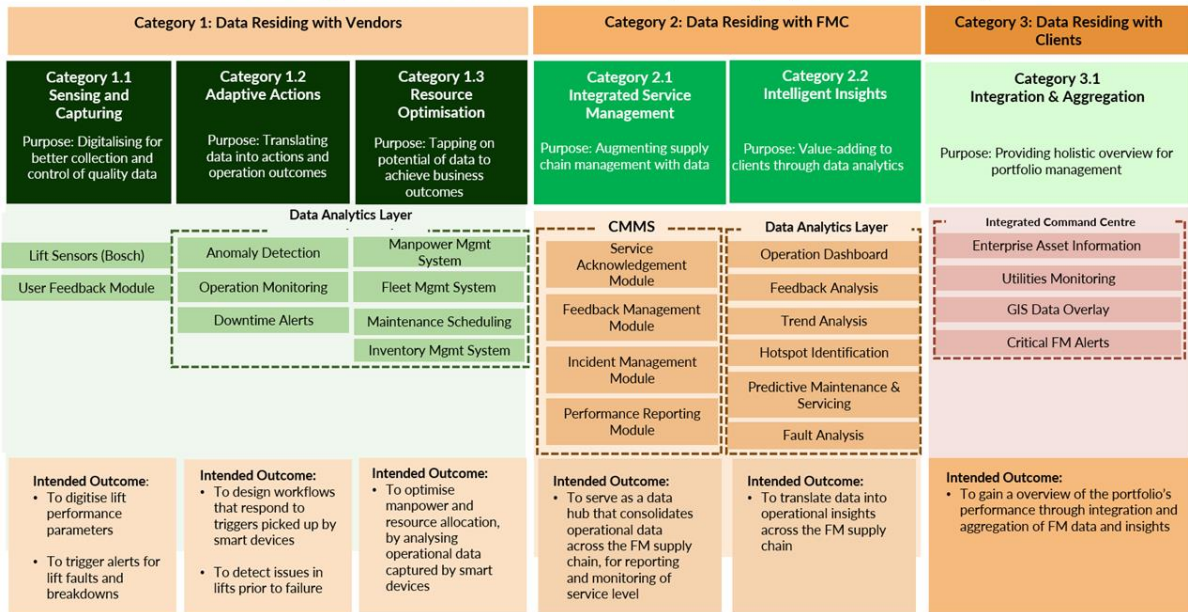 Category 1: Data Residing with Vendors
Category 2: Data Residing with FMC
Category 3: Data Residing with
Clients
Category 1.1
Sensing and
Capturing
Purpose: Digitalising for
better collection and
control of quality data
Category 1.2
Adaptive Actions
Purpose: Translating
data into actions and
operation outcomes
Category 1.3
Resource
Optimisation
Purpose: Tapping on
potential of data to
achieve business
outcomes
Category 2.1
Integrated Service
Management
Purpose: Augmenting supply
chain management with data
Category 2.2
Intelligent Insights
Purpose: Value-adding to
clients through data analytics
Category 3.1
Integration & Aggregation
Purpose: Providing holistic overview for
portfolio management
Lift Sensors (Bosch)
User Feedback Module
Data Analytics Layer
Anomaly Detection
Operation Monitoring
Downtime Alerts
Manpower Mgmt
System
Fleet Mgmt System
Maintenance Scheduling
Inventory Mgmt System
CMMS
Service
Acknowledgement
Module
Feedback Management
Module
Incident Management
Module
Performance Reporting
Module
Data Analytics Layer
Operation Dashboard
Feedback Analysis
Trend Analysis
Hotspot Identification
Predictive Maintenance &
Servicing
Fault Analysis
Integrated Command Centre
Enterprise Asset Information
Utilities Monitoring
GIS Data Overlay
Critical FM Alerts
Intended Outcome:
• To digitise lift
performance
parameters
• To trigger alerts for
lift faults and
breakdowns
Intended Outcome:
• To design workflows
that respond to
triggers picked up by
smart devices
• To detect issues in
lifts prior to failure
Intended Outcome:
• To optimise
manpower and
resource allocation,
by analysing
operational data
captured by smart
devices
Intended Outcome:
• To serve as a data
hub that consolidates
operational data
across the FM supply
chain, for reporting
and monitoring of
service level
Intended Outcome:
• To translate data into
operational insights
across the FM supply
chain
Intended Outcome:
• To gain a overview of the portfolio's
performance through integration and
aggregation of FM data and insights